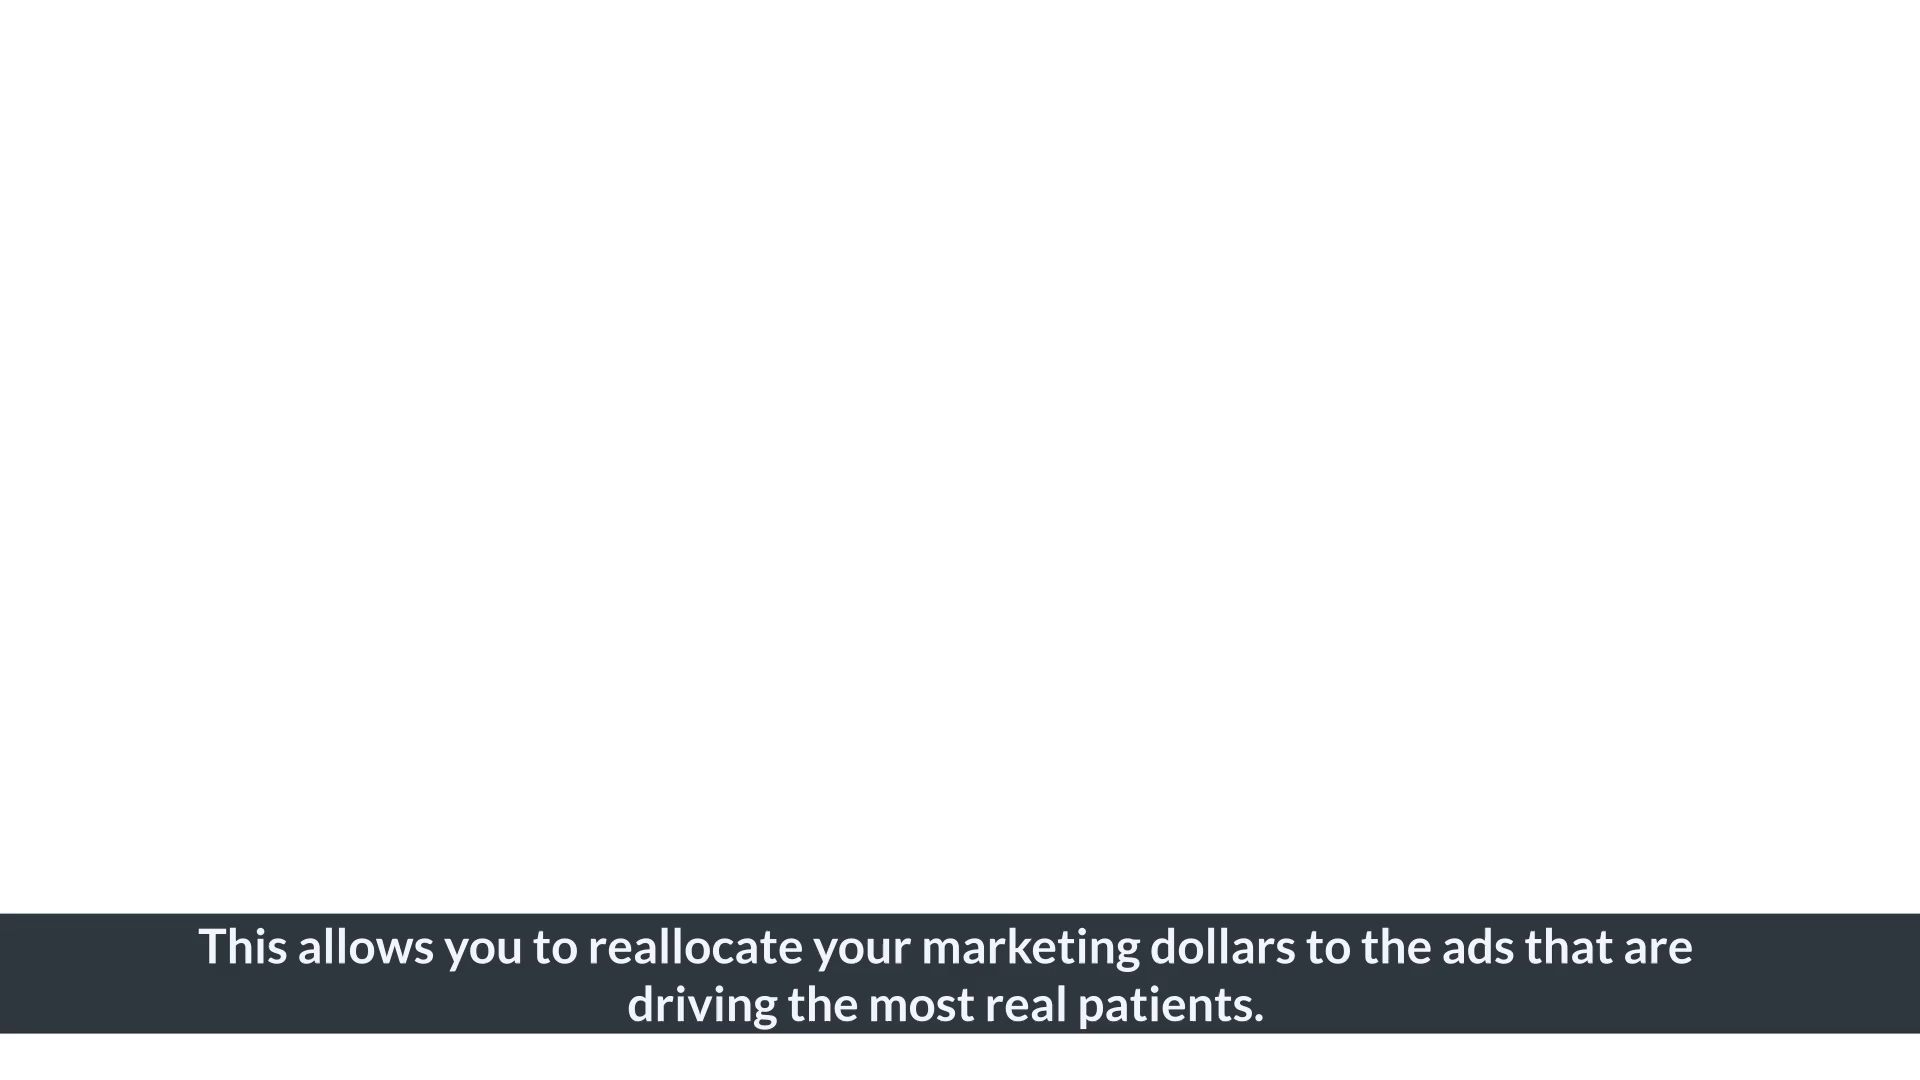 This allows you to reallocate your marketing dollars to the ads that are
driving the most real patients.